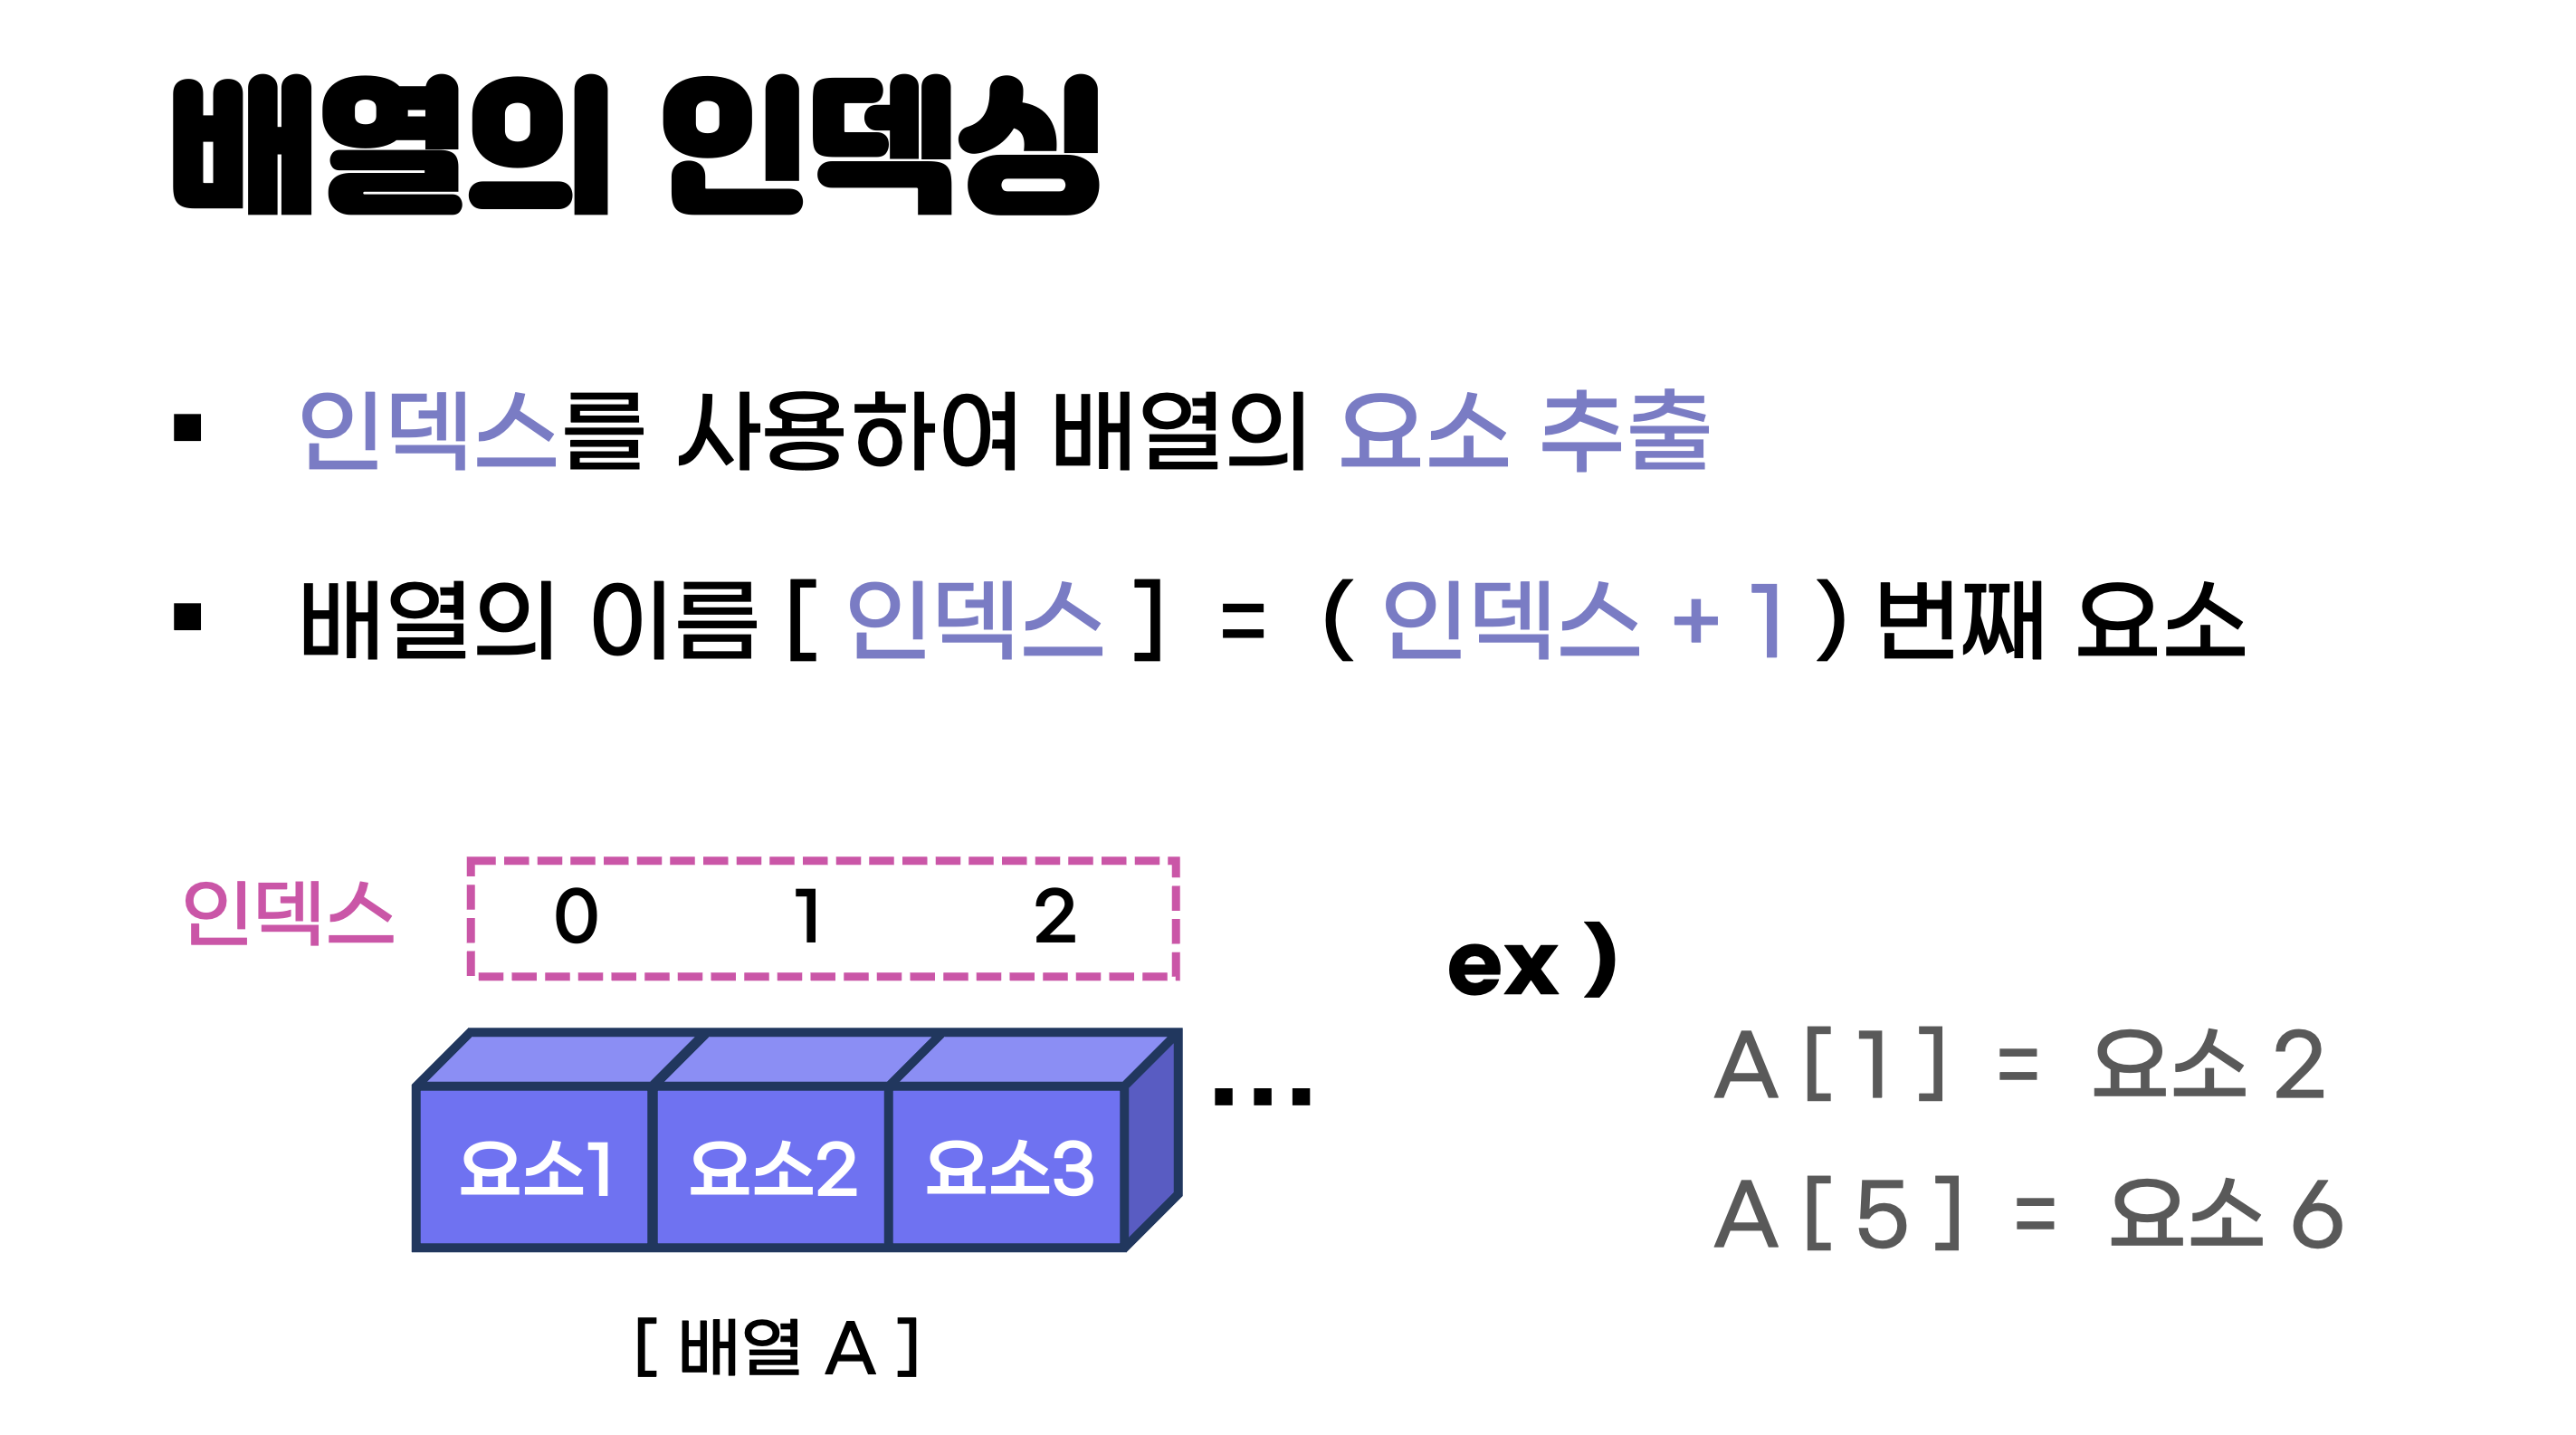 배열의 인덱싱
▪ 인덱스를 사용하여 배열의 요소 추출
▪ 배열의 이름 [ 인덱스 ] = ( 인덱스 + 1 ) 번째 요소
인덱스 0 1 2
요소1 요소2 요소3 ...
[ 배열 A ]
ex )
A [ 1 ] = 요소 2
A [ 5 ] = 요소 6